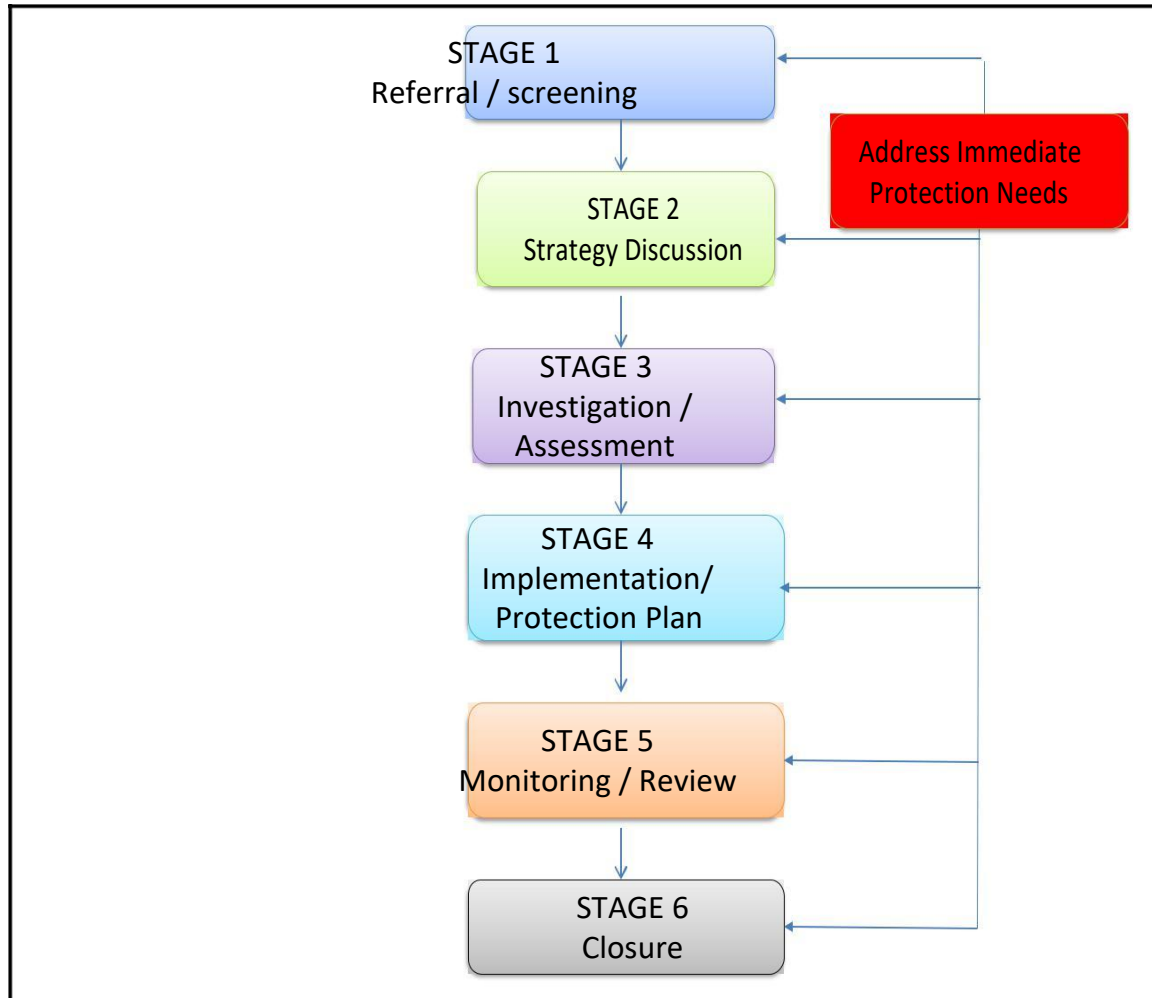 STAGE 1
Referral / screening
Address Immediate
Protection Needs
STAGE 2
Strategy Discussion
STAGE 3
Investigation /
Assessment
STAGE 4
Implementation/
Protection Plan
STAGE 5
Monitoring / Review
STAGE 6
Closure